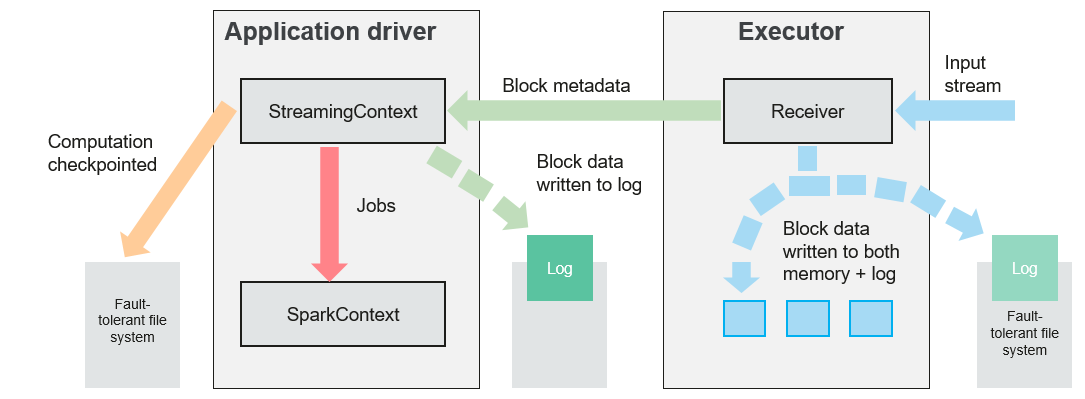 Application driver
Executor
StreamingContext
Block metadata
Receiver
Input
stream
Computation
checkpointed
Block data
written to log
Jobs
Block data
written to both
memory + log
Log
Log
Fault-
tolerant file
system
SparkContext
Fault-
tolerant file
system